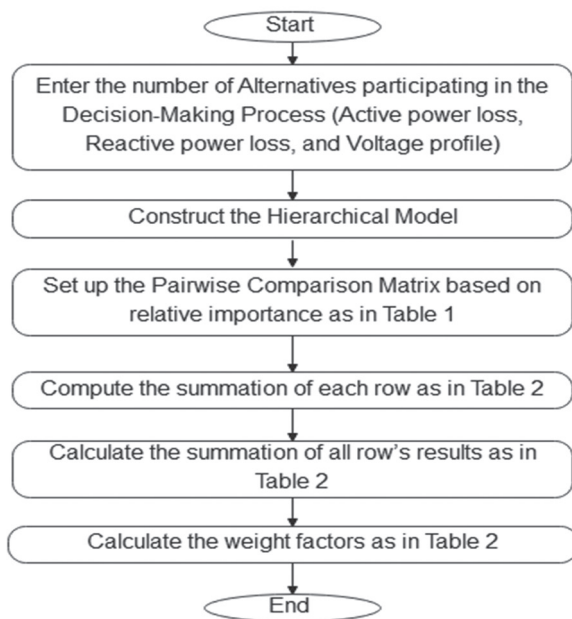 Start
Enter the number of Alternatives participating in the
Decision-Making Process (Active power loss,
Reactive power loss, and Voltage profile)
Construct the Hierarchical Model
Set up the Pairwise Comparison Matrix based on
relative importance as in Table 1
Compute the summation of each row as in Table 2
Calculate the summation of all row's results as in
Table 2
Calculate the weight factors as in Table 2
End